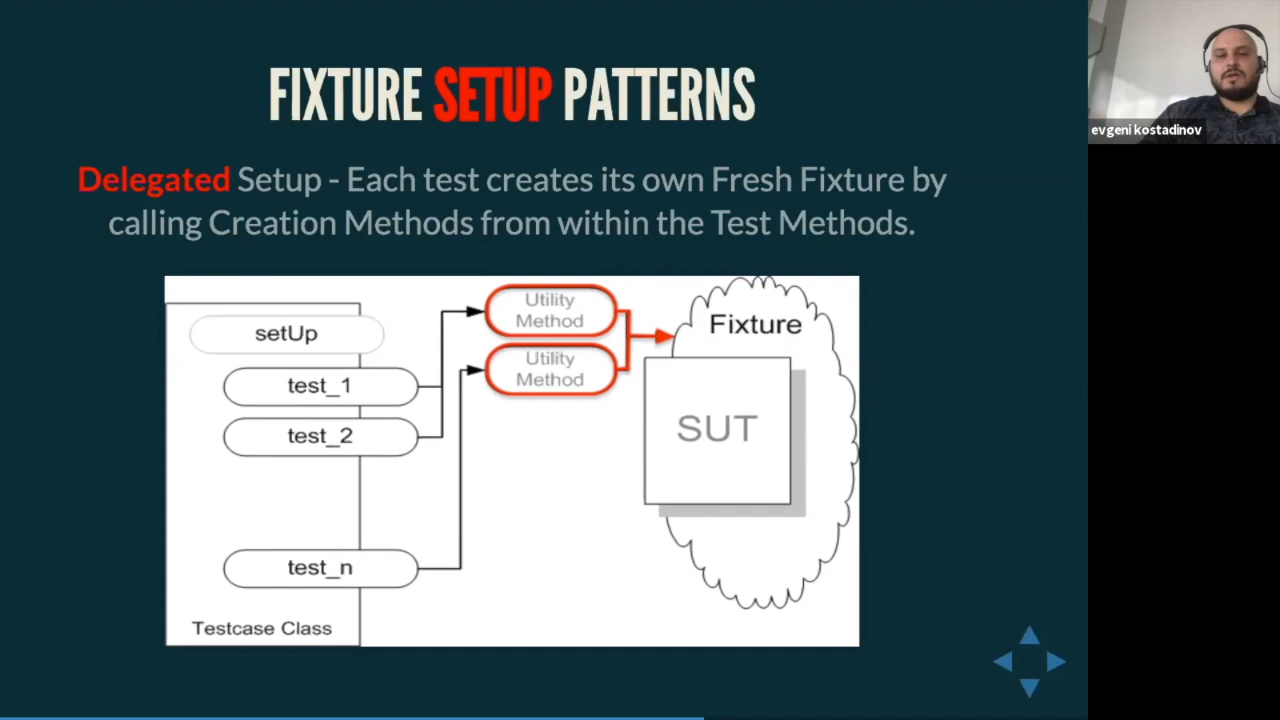 FIXTURE SETUP PATTERNS
evgeni kostadinov
Delegated Setup - Each test creates its own Fresh Fixture by
calling Creation Methods from within the Test Methods.
setUp
test_1
test_2
test_n
Testcase Class
Utility
Method
Utility
Method
Fixture
SUT